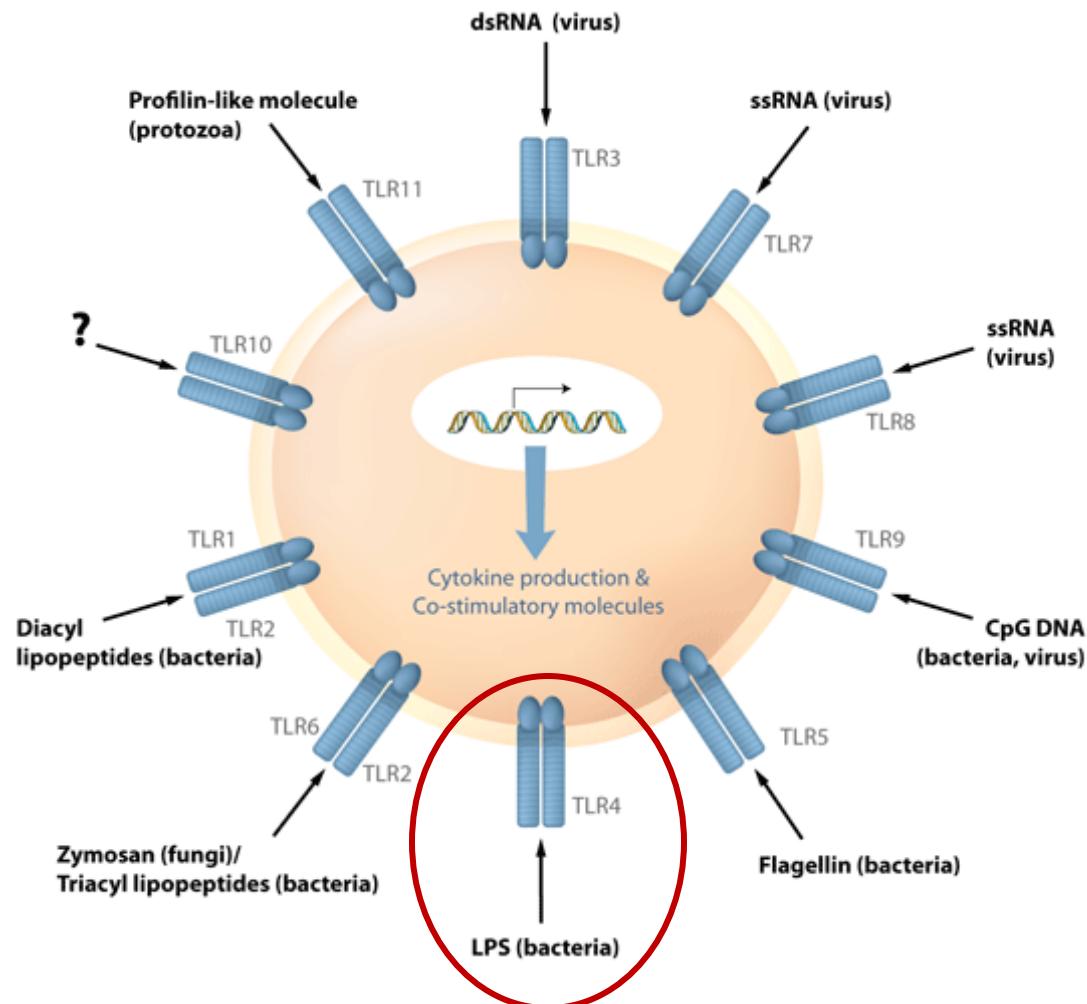 dsRNA (virus)
Profilin-like molecule
(protozoa)
ssRNA (virus)
TLR3
TLR11
TLR7
?
TLR10
ssRNA
(virus)
TLR8
TLR1
TLR9
Cytokine production &
Co-stimulatory molecules
TLR2
Diacyl
lipopeptides (bacteria)
CpG DNA
(bacteria, virus)
TLR6
TLR2
TLR5
TLR4
Zymosan (fungi)/
Triacyl lipopeptides (bacteria)
Flagellin (bacteria)
LPS (bacteria)